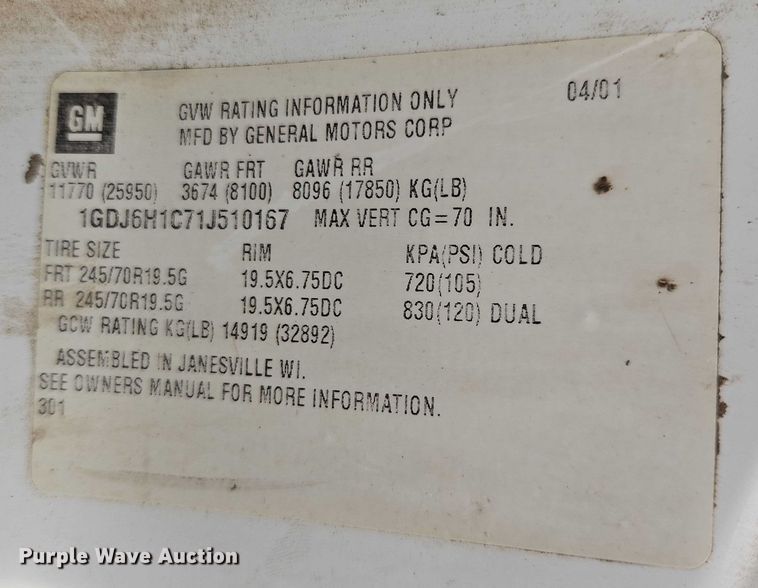 GM
GVW RATING INFORMATION ONLY 04/01
MFD BY GENERAL MOTORS CORP
GVWR GAWR FRT GAWR RR
11770 (25950) 3674 (8100) 8096 (17850) KG(LB)
1GDJ6H1C71J510167 MAX VERT CG=70 IN.
TIRE SIZE RIM KPA(PSI) COLD
FRT 245/70R19.5G 19.5X6.75DC 720(105)
RR 245/70R19.5G 19.5X6.75DC 830(120) DUAL
GCW RATING KG(LB) 14919 (32892)
ASSEMBLED IN JANESVILLE WI.
SEE OWNERS MANUAL FOR MORE INFORMATION.
301
Purple Wave Auction